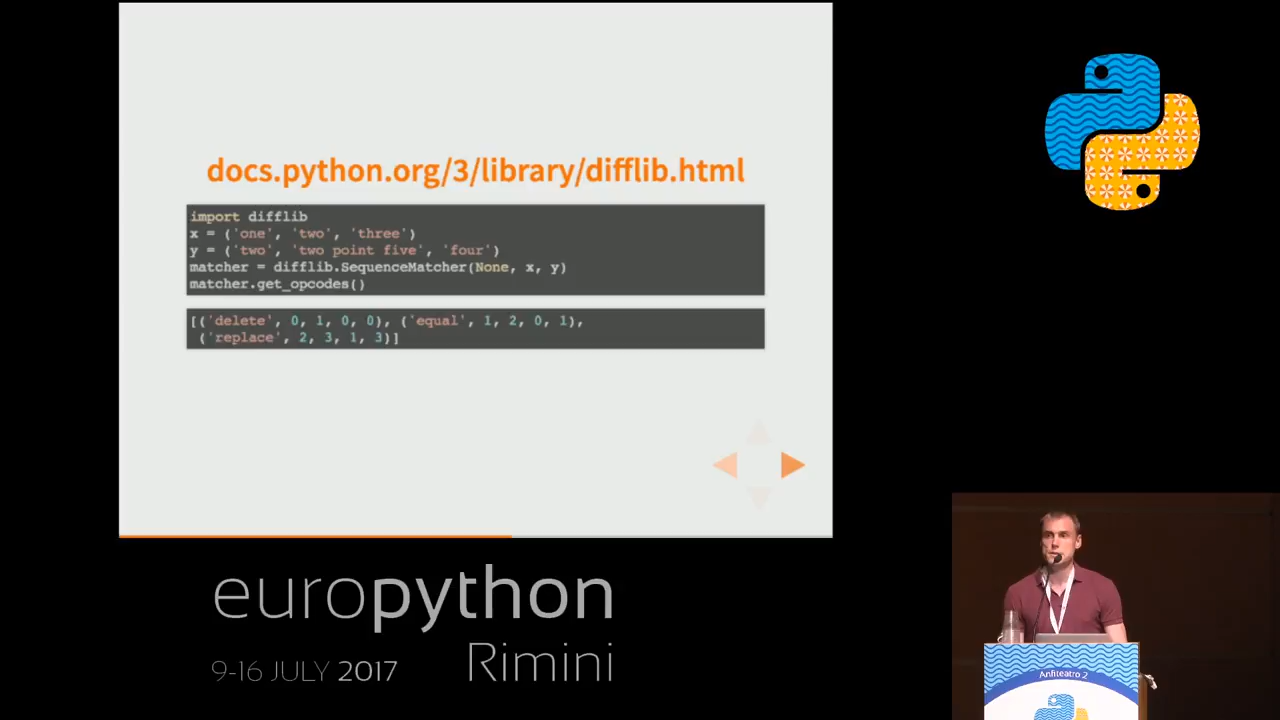 docs.python.org/3/library/difflib.html
import difflib
x = ('one', 'two', 'three')
y = ('two', 'two point five', 'four')
matcher = difflib.SequenceMatcher(None, x, y)
matcher.get_opcodes()
[('delete', 0, 1, 0, 0), ('equal', 1, 2, 0, 1),
('replace', 2, 3, 1, 3)]
europython
9-16 JULY 2017
Rimini
Anfiteatro 2